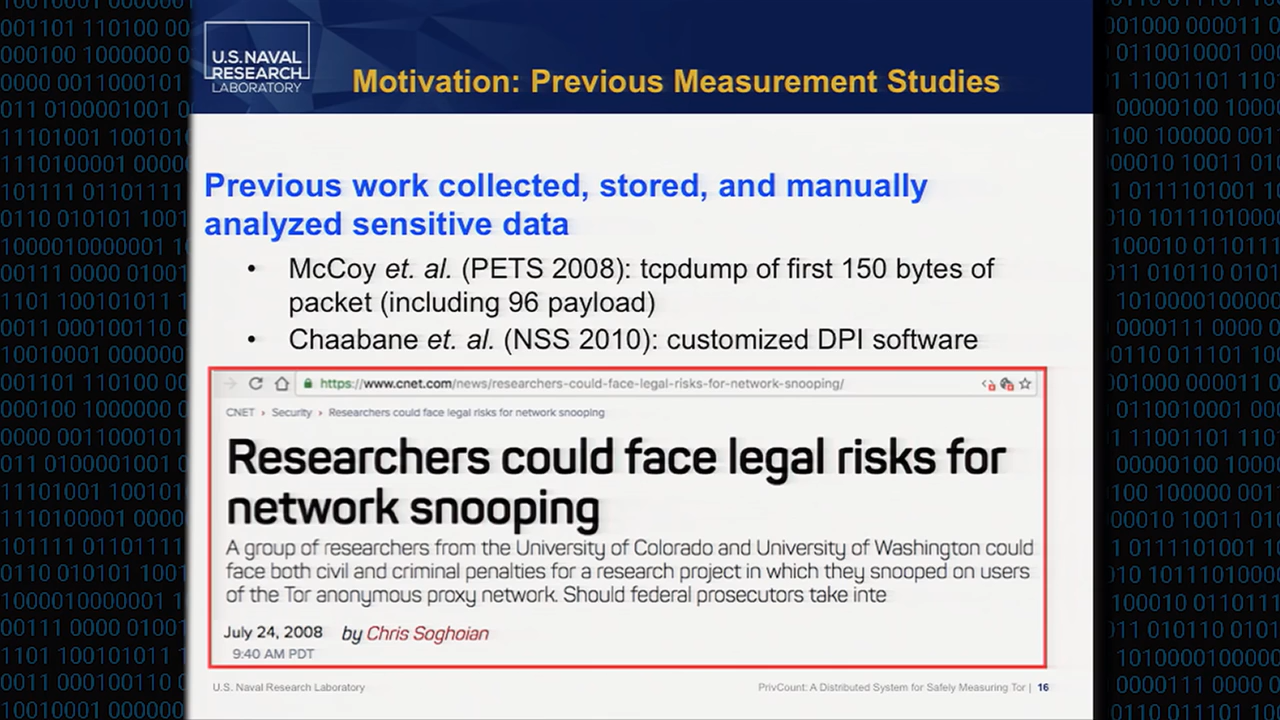 U.S. NAVAL
RESEARCH
LABORATORY
Motivation: Previous Measurement Studies
Previous work collected, stored, and manually
analyzed sensitive data
• McCoy et. al. (PETS 2008): tcpdump of first 150 bytes of
packet (including 96 payload)
• Chaabane et. al. (NSS 2010): customized DPI software
https://www.cnet.com/news/researchers-could-face-legal-risks-for-network-snooping/
CNET › Security › Researchers could face legal risks for network snooping
Researchers could face legal risks for
network snooping
A group of researchers from the University of Colorado and University of Washington could
face both civil and criminal penalties for a research project in which they snooped on users
of the Tor anonymous proxy network. Should federal prosecutors take inte
July 24, 2008 by Chris Soghoian
9:40 AM PDT
U.S. Naval Research Laboratory
PrivCount: A Distributed System for Safely Measuring Tor | 16